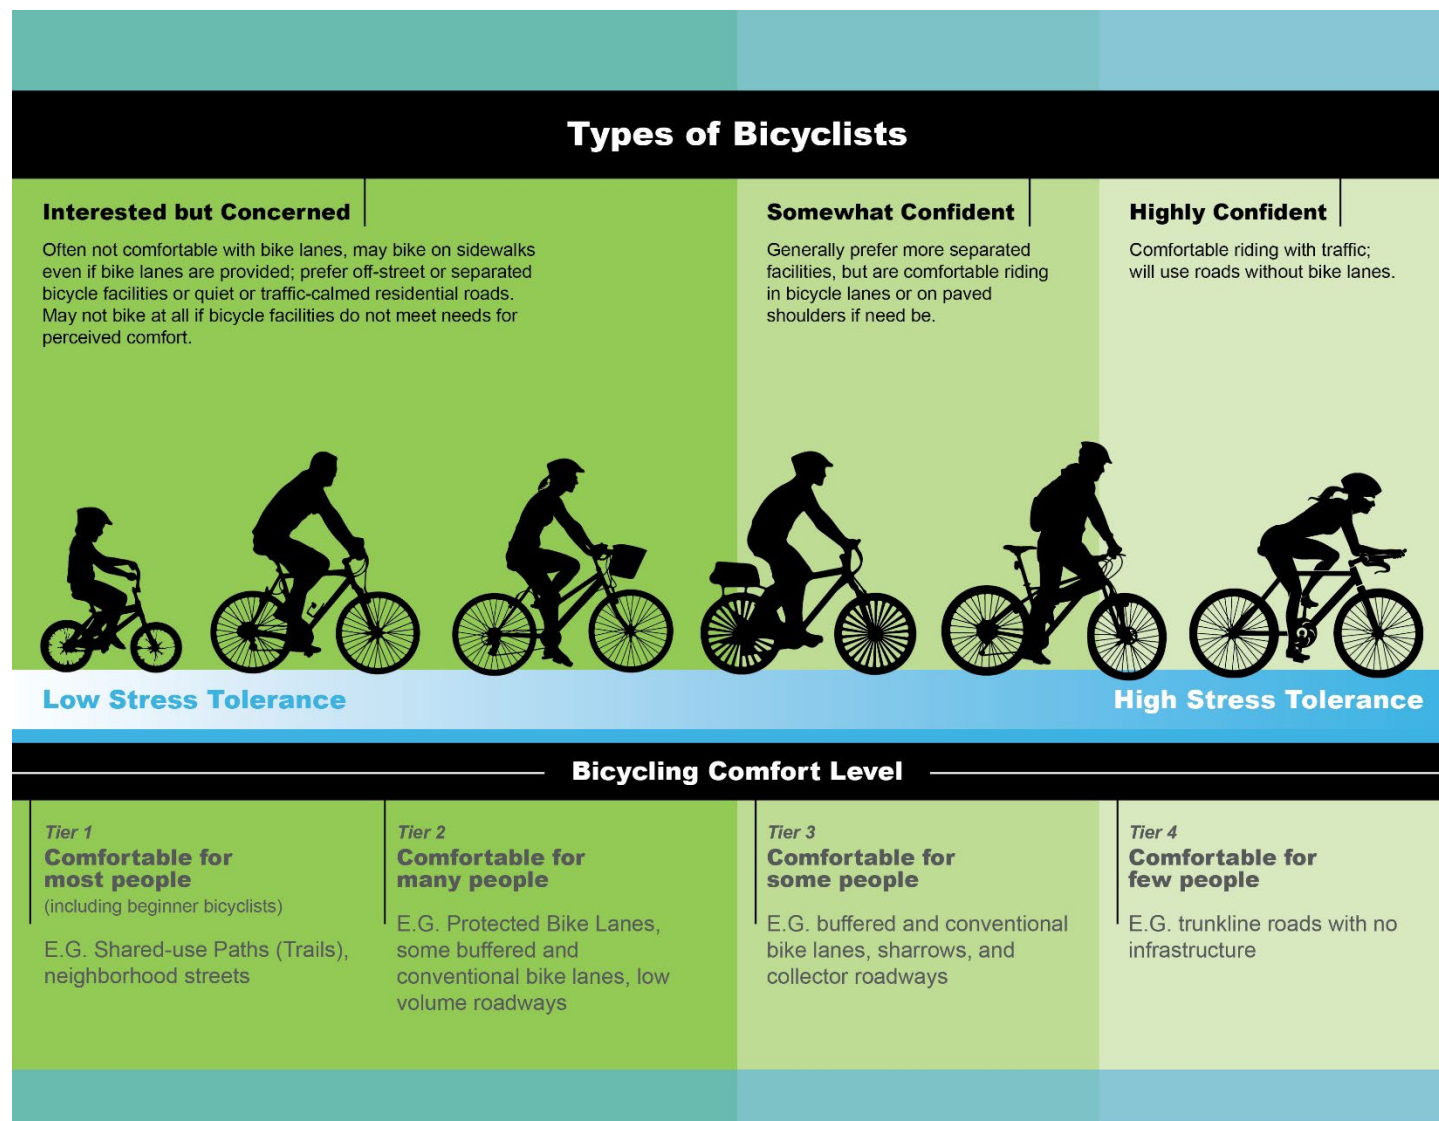 Types of Bicyclists
Interested but Concerned
Often not comfortable with bike lanes, may bike on sidewalks
even if bike lanes are provided; prefer off-street or separated
bicycle facilities or quiet or traffic-calmed residential roads.
May not bike at all if bicycle facilities do not meet needs for
perceived comfort.
Somewhat Confident
Generally prefer more separated
facilities, but are comfortable riding
in bicycle lanes or on paved
shoulders if need be.
Highly Confident
Comfortable riding with traffic;
will use roads without bike lanes.
Low Stress Tolerance
High Stress Tolerance
Bicycling Comfort Level
Tier 1
Comfortable for
most people
(including beginner bicyclists)
E.G. Shared-use Paths (Trails),
neighborhood streets
Tier 2
Comfortable for
many people
E.G. Protected Bike Lanes,
some buffered and
conventional bike lanes, low
volume roadways
Tier 3
Comfortable for
some people
E.G. buffered and conventional
bike lanes, sharrows, and
collector roadways
Tier 4
Comfortable for
few people
E.G. trunkline roads with no
infrastructure